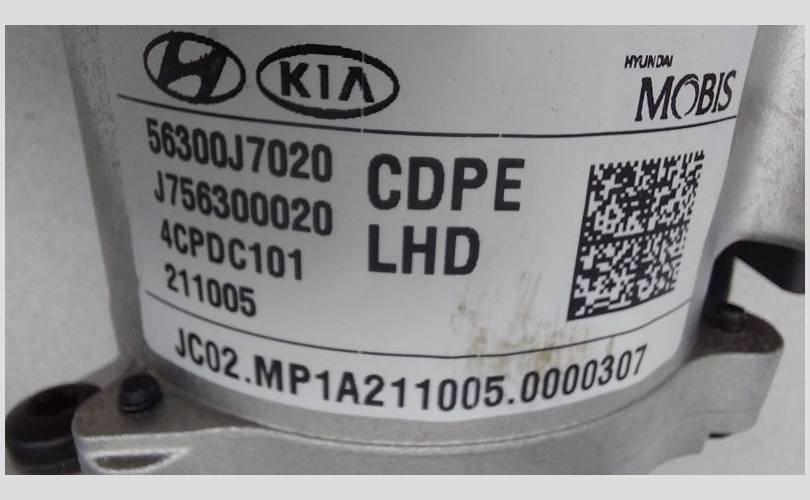 KIA
HYUNDAI
MOBIS
56300J7020
J756300020
4CPDC101
211005
CDPE
LHD
JC02.MP1A211005.0000307